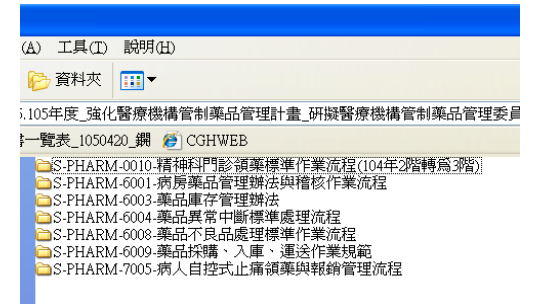 (A) 工具(T) 說明(H)
資料夾
.105年度_強化醫療機構管制藥品管理計畫_研擬醫療機構管制藥品管理委員
一覽表_1050420_鐗 CGHWEB
S-PHARM-0010-精神科門診領藥標準作業流程(104年2階轉爲3階)
S-PHARM-6001-病房藥品管理辦法與稽核作業流程
S-PHARM-6003-藥品庫存管理辦法
S-PHARM-6004-藥品異常中斷標準處理流程
S-PHARM-6008-藥品不良品處理標準作業流程
S-PHARM-6009-藥品採購、入庫、運送作業規範
S-PHARM-7005-病人自控式止痛領藥與報銷管理流程